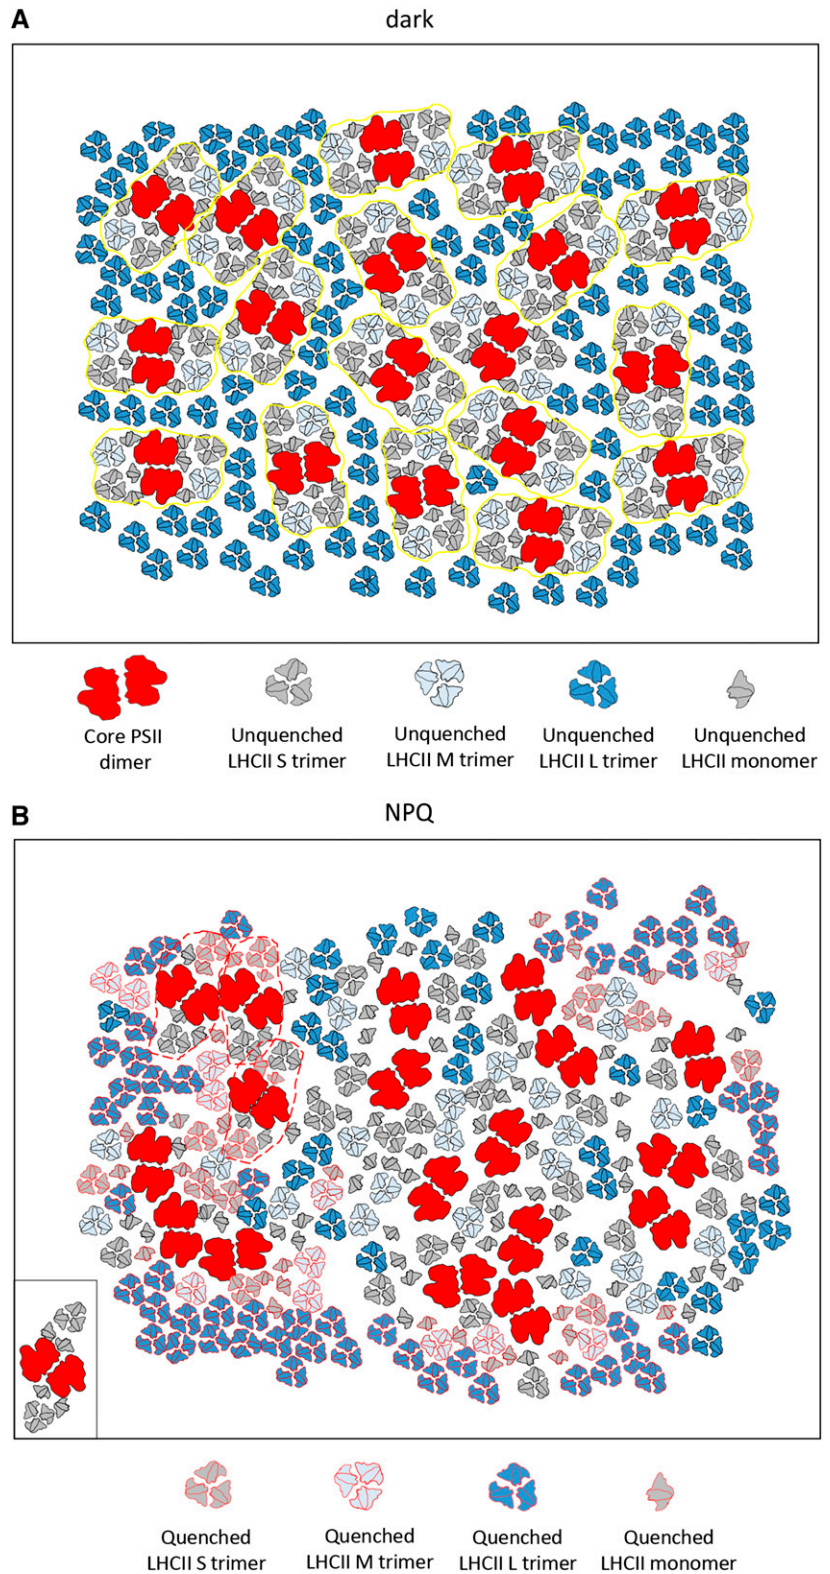 A
dark
Core PSII
dimer
Unquenched
LHCII S trimer
Unquenched
LHCII M trimer
Unquenched
LHCII L trimer
Unquenched
LHCII monomer
B
NPQ
Quenched
LHCII S trimer
Quenched
LHCII M trimer
Quenched
LHCII L trimer
Quenched
LHCII monomer